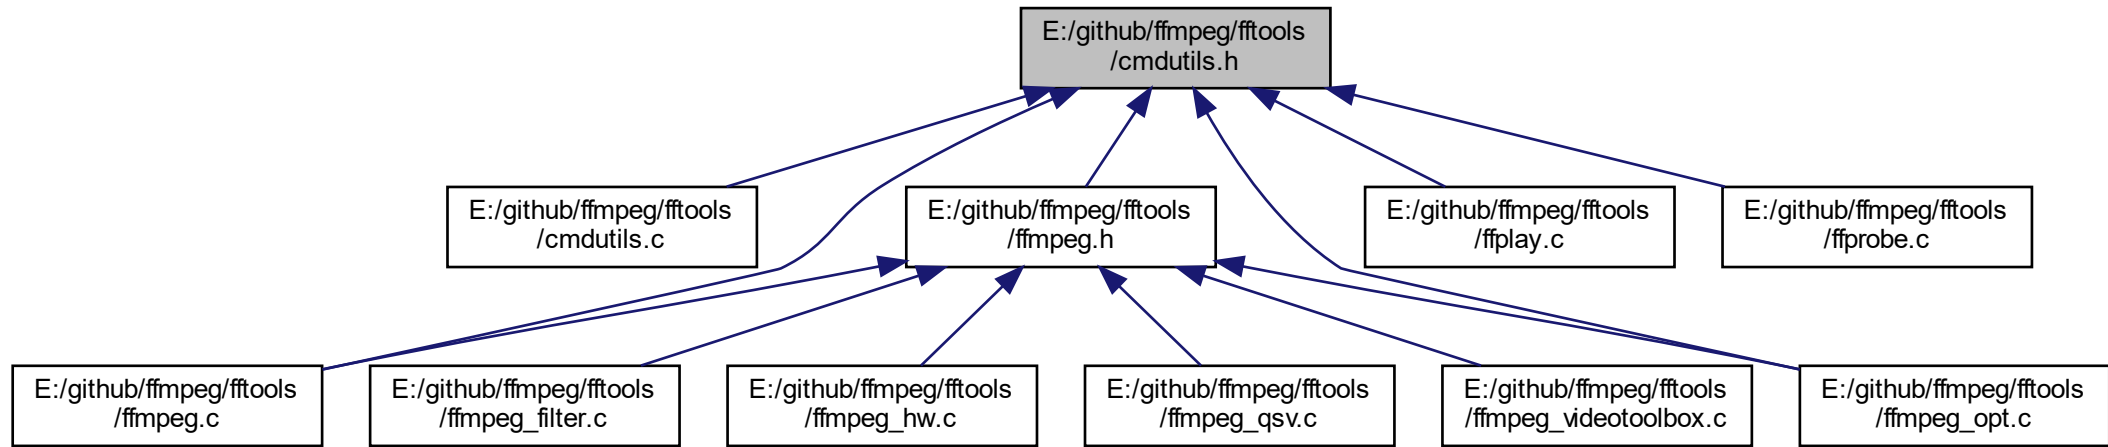 E:/github/ffmpeg/fftools
/cmdutils.h
E:/github/ffmpeg/fftools
/cmdutils.c
E:/github/ffmpeg/fftools
/ffmpeg.h
E:/github/ffmpeg/fftools
/ffplay.c
E:/github/ffmpeg/fftools
/ffprobe.c
E:/github/ffmpeg/fftools
/ffmpeg.c
E:/github/ffmpeg/fftools
/ffmpeg_filter.c
E:/github/ffmpeg/fftools
/ffmpeg_hw.c
E:/github/ffmpeg/fftools
/ffmpeg_qsv.c
E:/github/ffmpeg/fftools
/ffmpeg_videotoolbox.c
E:/github/ffmpeg/fftools
/ffmpeg_opt.c